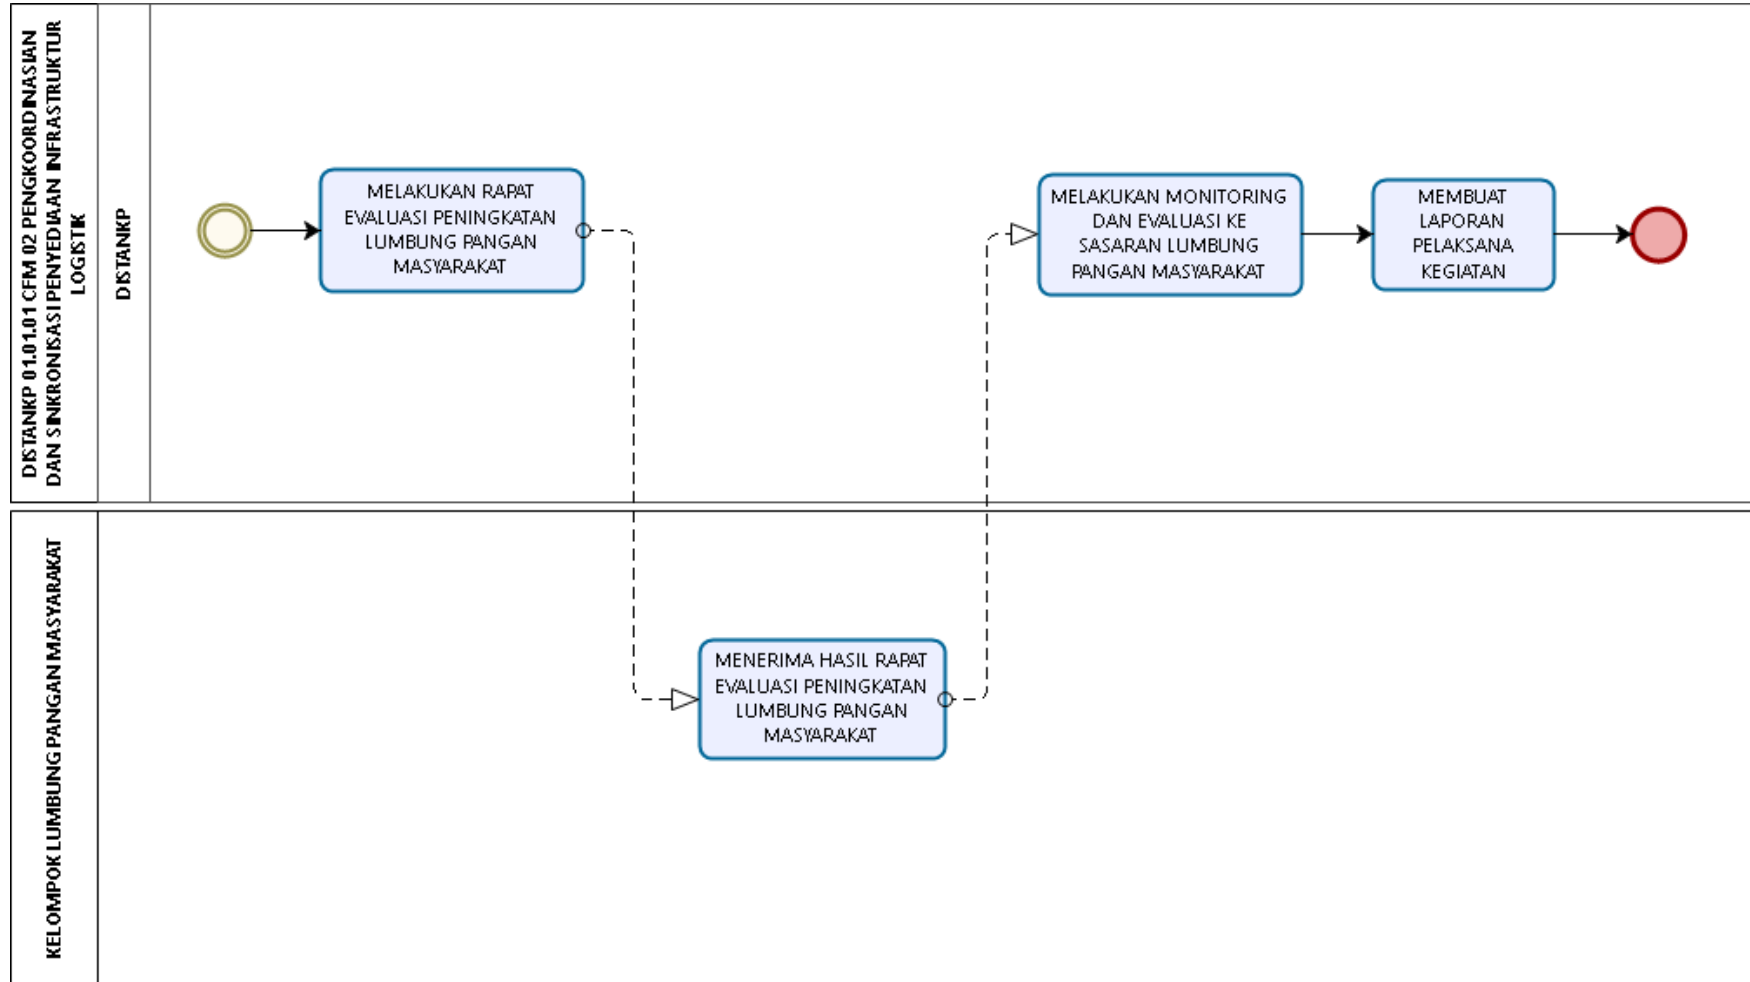 DISTANKP 01.01.01 CFM 02 PENGKOORDINASIAN
DAN SINKRONISASI PENYEDIAAN INFRASTRUKTUR
LOGISTIK
DISTANKP
MELAKUKAN RAPAT
EVALUASI PENINGKATAN
LUMBUNG PANGAN
MASYARAKAT
MELAKUKAN MONITORING
DAN EVALUASI KE
SASARAN LUMBUNG
PANGAN MASYARAKAT
MEMBUAT
LAPORAN
PELAKSANA
KEGIATAN
KELOMPOK LUMBUNG PANGAN MASYARAKAT
MENERIMA HASIL RAPAT
EVALUASI PENINGKATAN
LUMBUNG PANGAN
MASYARAKAT